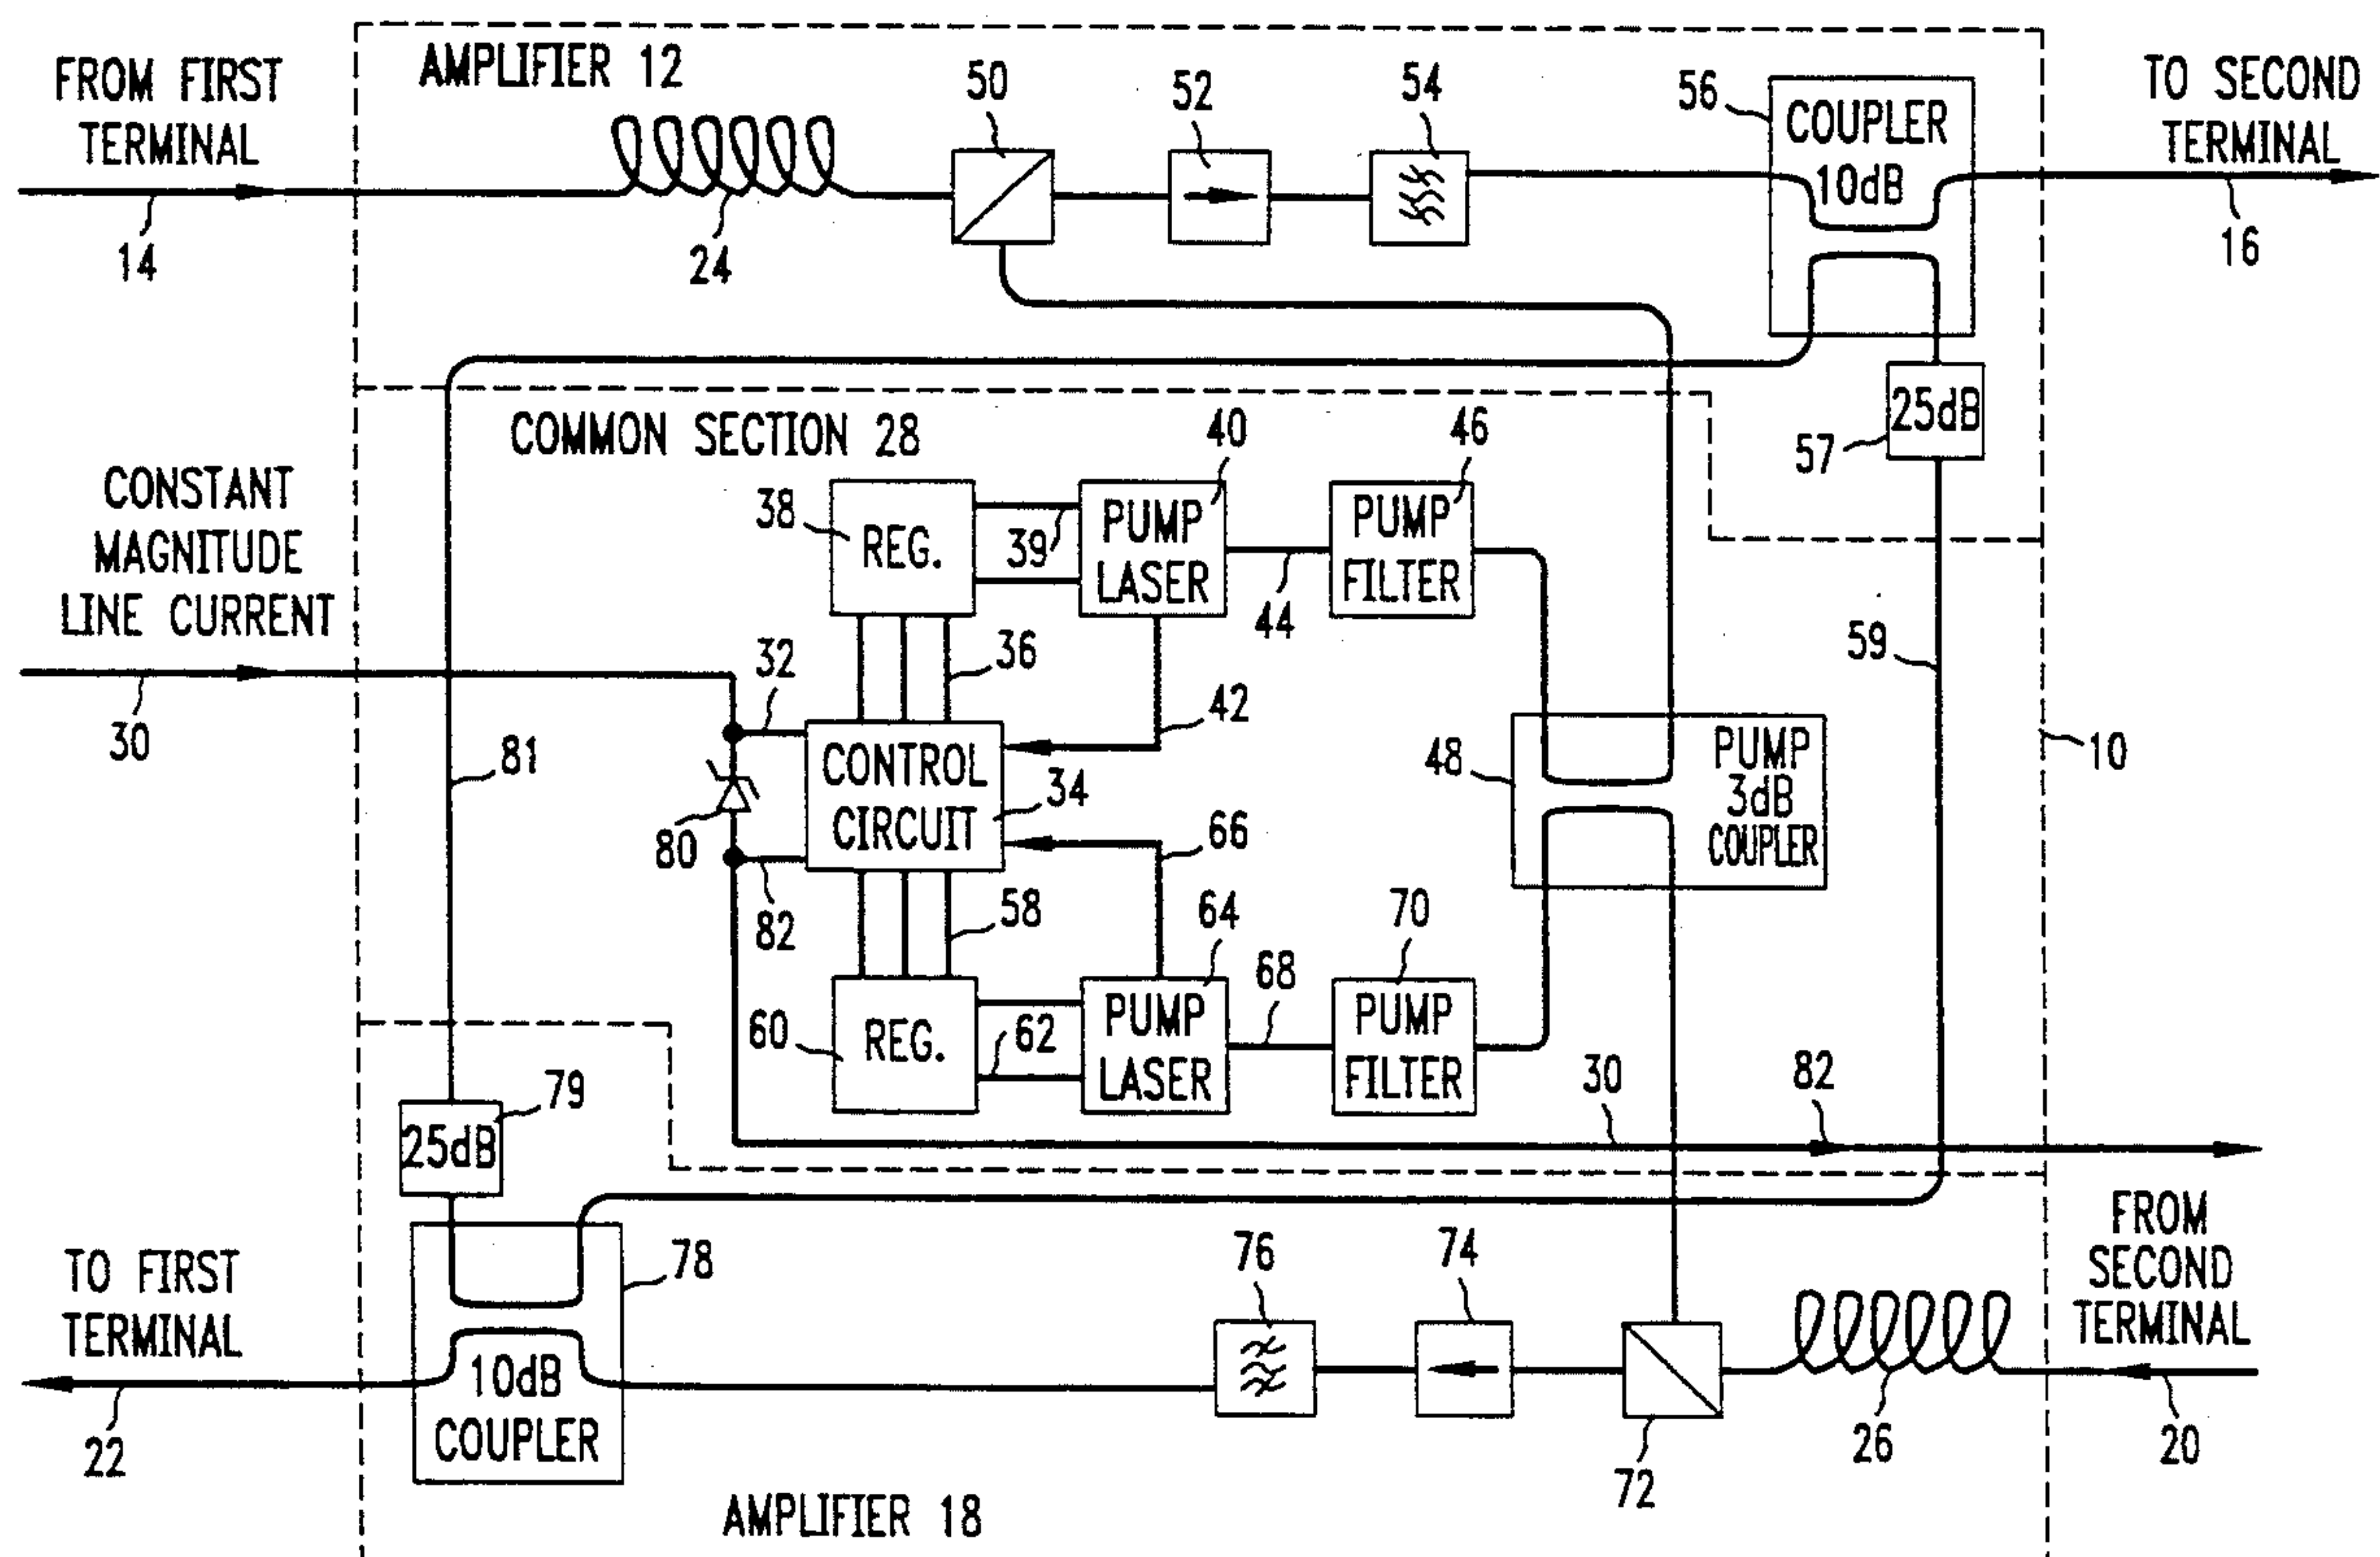 AMPLIFIER 12
FROM FIRST
TERMINAL
50
52
54
56
COUPLER
10dB
TO SECOND
TERMINAL
14
24
16
COMMON SECTION 28
25dB
57
CONSTANT
MAGNITUDE
LINE CURRENT
38
REG.
39
40
PUMP
LASER
44
46
PUMP
FILTER
59
30
32
36
42
81
80
CONTROL
CIRCUIT
34
48
PUMP
3dB
COUPLER
10
82
58
66
64
70
60
REG.
62
PUMP
LASER
68
PUMP
FILTER
30
82
79
25dB
TO FIRST
TERMINAL
78
10dB
COUPLER
76
74
FROM
SECOND
TERMINAL
22
72
26
20
AMPLIFIER 18